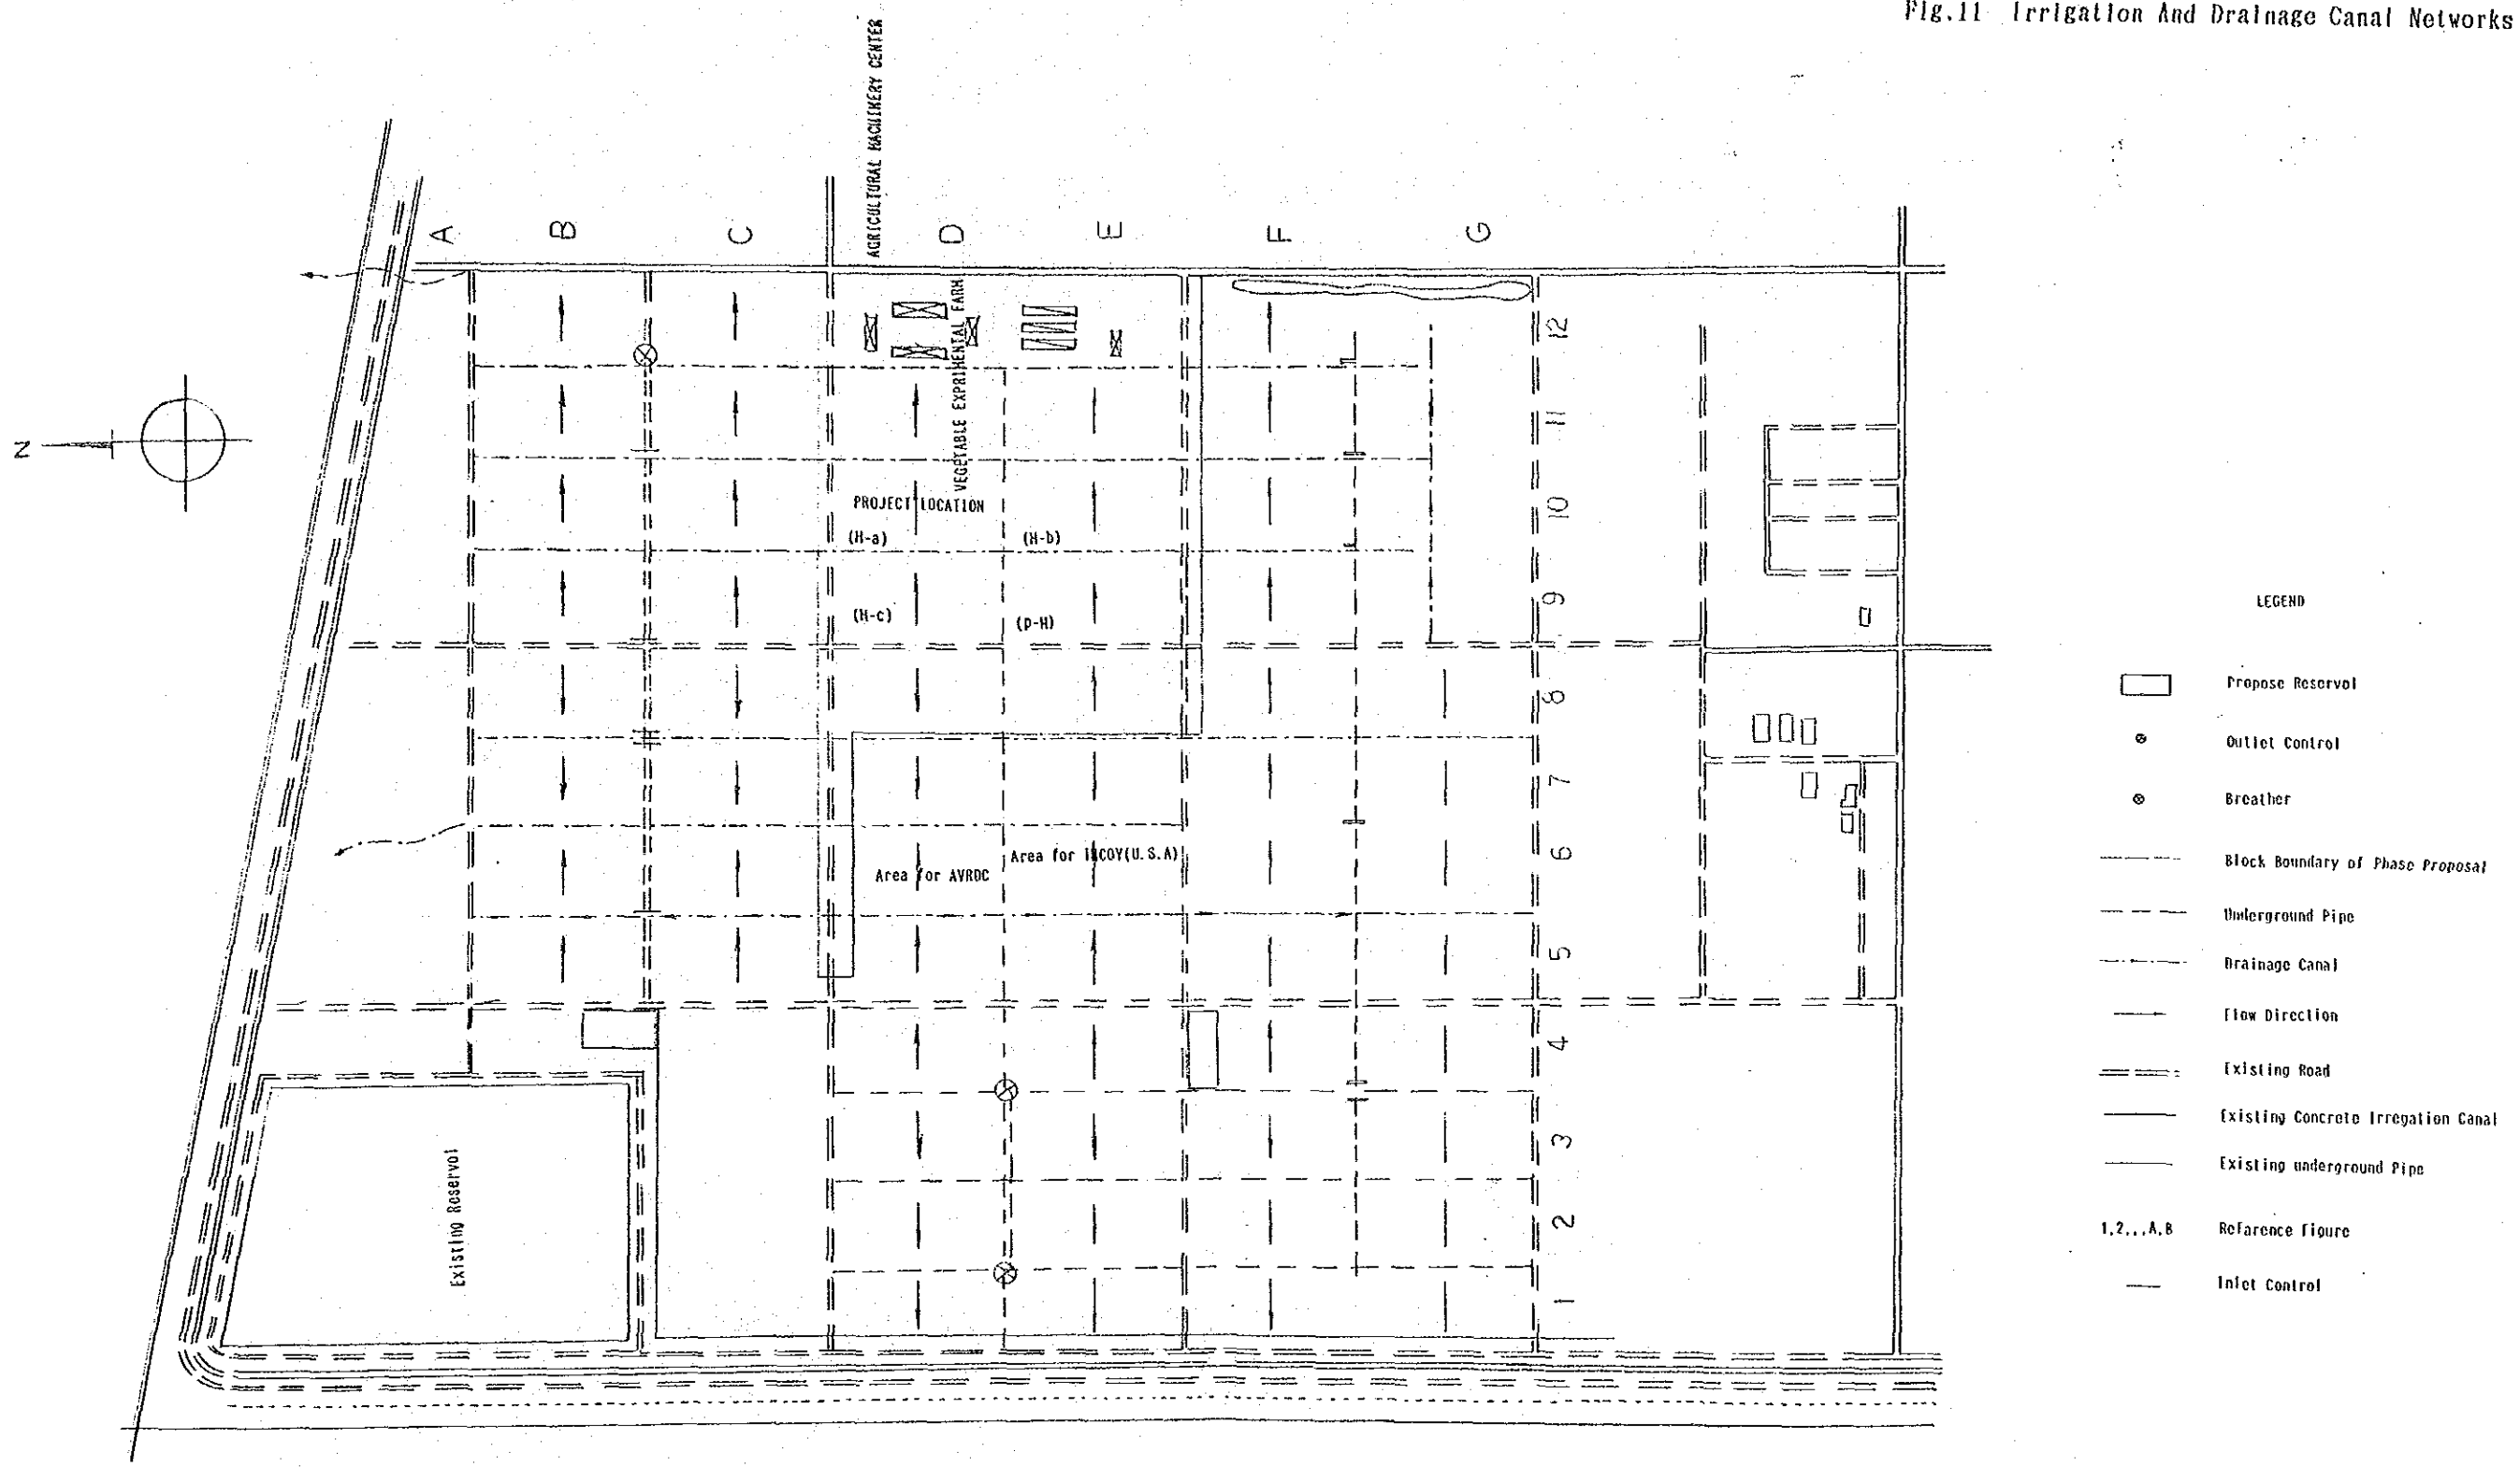 Fig.11 Irrigation And Drainage Canal Networks
AGRICULTURAL MACHINERY CENTER
A
B
C
D
E
F
G
VEGETABLE EXPRIMENTAL FARM
N
12
11
10
9
8
7
6
5
4
3
2
1
PROJECT LOCATION
(H-a)
(H-b)
(H-c)
(P-H)
Area for AVRDC
(U.S.A)
Area for
Existing Reservol
LEGEND
Propose Reservol
Outlet Control
Breather
Block Boundary of Phase Proposal
Underground Pipe
Drainage Canal
Flow Direction
Existing Road
Existing Concrete Irregation Canal
Existing underground Pipe
1,2,,,A,B
Refarence Figure
Inlet Control